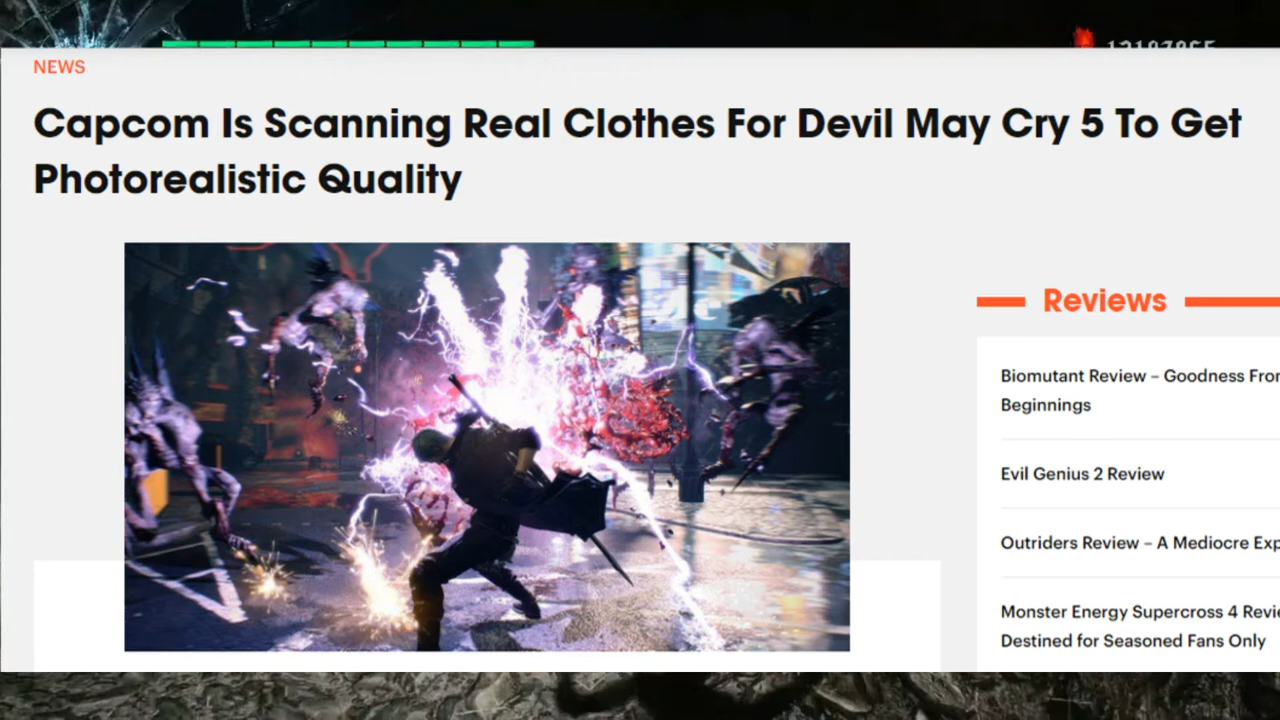 NEWS
Capcom Is Scanning Real Clothes For Devil May Cry 5 To Get
Photorealistic Quality
Reviews
Biomutant Review – Goodness From
Beginnings
Evil Genius 2 Review
Outriders Review – A Mediocre Exp
Monster Energy Supercross 4 Revie
Destined for Seasoned Fans Only